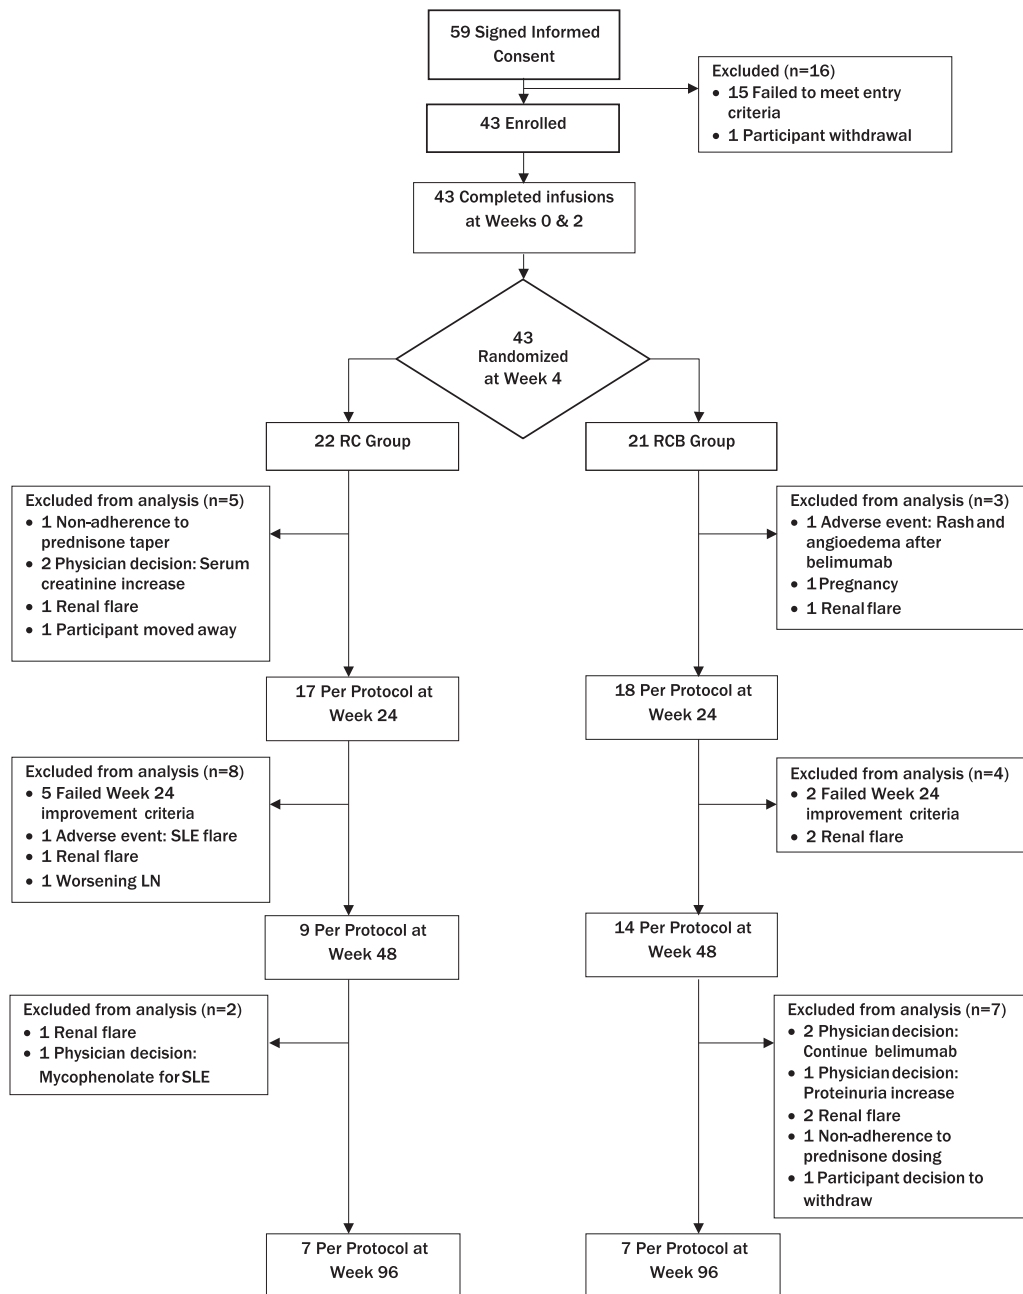 59 Signed Informed
Consent
Excluded (n=16)
• 15 Failed to meet entry
criteria
• 1 Participant withdrawal
43 Enrolled
43 Completed infusions
at Weeks 0 & 2
43
Randomized
at Week 4
22 RC Group
21 RCB Group
Excluded from analysis (n=5)
• 1 Non-adherence to
prednisone taper
• 2 Physician decision: Serum
creatinine increase
• 1 Renal flare
• 1 Participant moved away
Excluded from analysis (n=3)
• 1 Adverse event: Rash and
angioedema after
belimumab
• 1 Pregnancy
• 1 Renal flare
17 Per Protocol at
Week 24
18 Per Protocol at
Week 24
Excluded from analysis (n=8)
• 5 Failed Week 24
improvement criteria
• 1 Adverse event: SLE flare
• 1 Renal flare
• 1 Worsening LN
Excluded from analysis (n=4)
• 2 Failed Week 24
improvement criteria
• 2 Renal flare
9 Per Protocol at
Week 48
14 Per Protocol at
Week 48
Excluded from analysis (n=2)
• 1 Renal flare
• 1 Physician decision:
Mycophenolate for SLE
Excluded from analysis (n=7)
• 2 Physician decision:
Continue belimumab
• 1 Physician decision:
Proteinuria increase
• 2 Renal flare
• 1 Non-adherence to
prednisone dosing
• 1 Participant decision to
withdraw
7 Per Protocol at
Week 96
7 Per Protocol at
Week 96